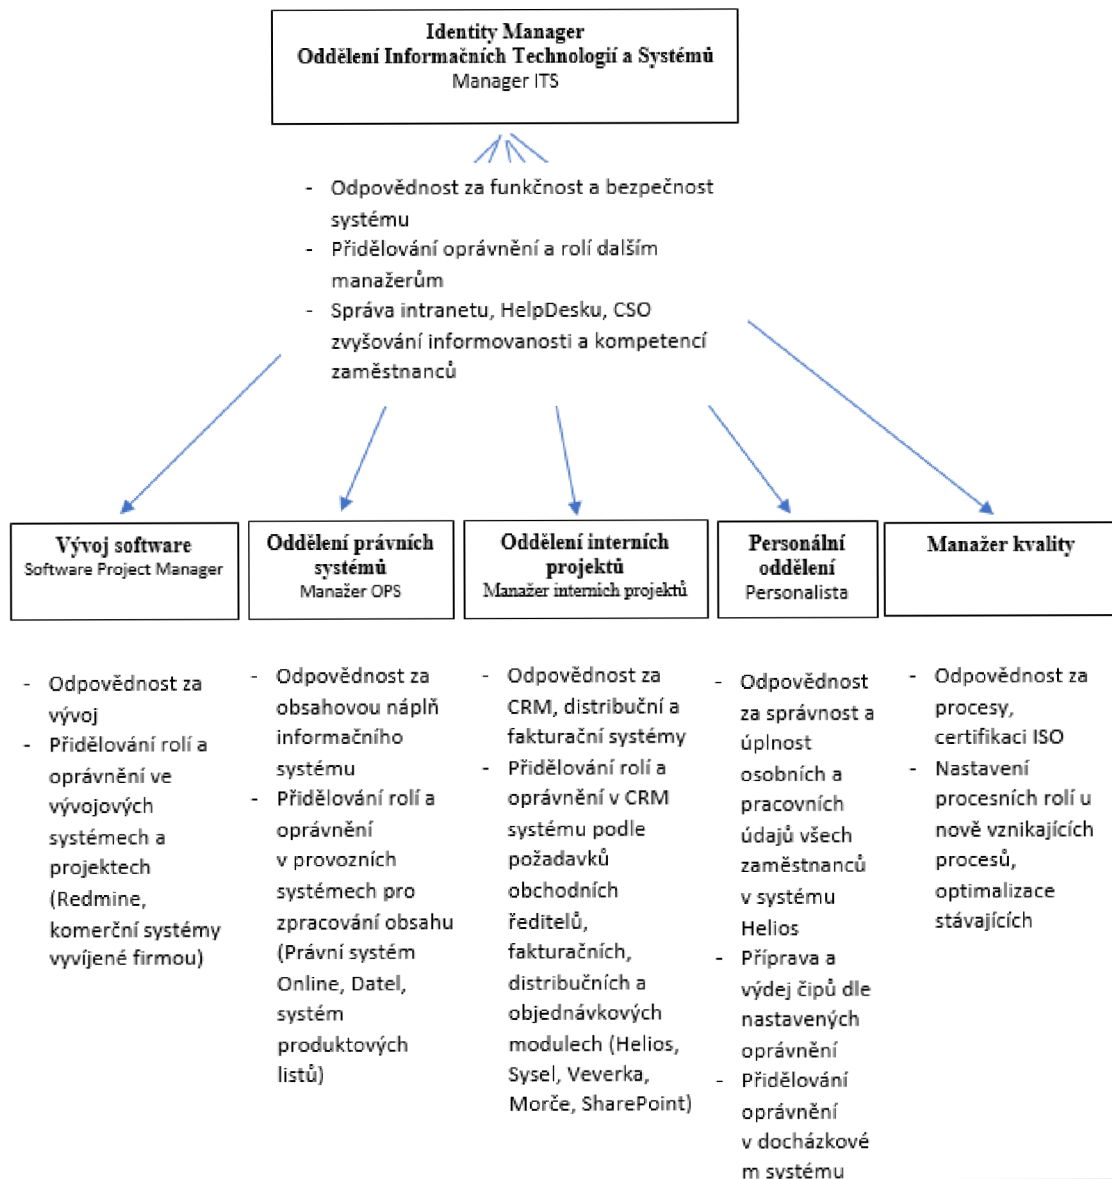 Identity Manager
Oddělení Informačních Technologií a Systémů
Manager ITS
- Odpovědnost za funkčnost a bezpečnost
systému
- Přidělování oprávnění a rolí dalším
manažerům
- Správa intranetu, HelpDesku, CSO
zvyšování informovanosti a kompetencí
zaměstnanců
Vývoj software
Software Project Manager
- Odpovědnost za
vývoj
- Přidělování rolí a
oprávnění ve
vývojových
systémech a
projektech
(Redmine,
komerční systémy
vyvíjené firmou)
Oddělení právních
systémů
Manažer OPS
- Odpovědnost za
obsahovou náplň
informačního
systému
- Přidělování rolí a
oprávnění
v provozních
systémech pro
zpracování obsahu
(Právní systém
Online, Datel,
systém
produktových
listů)
Oddělení interních
projektů
Manažer interních projektů
- Odpovědnost za
CRM, distribuční a
fakturační systémy
- Přidělování rolí a
oprávnění v CRM
systému podle
požadavků
obchodních
ředitelů,
fakturačních,
distribučních a
objednávkových
modulech (Helios,
Sysel, Veverka,
Morče, SharePoint)
Personální
oddělení
Personalista
- Odpovědnost
za správnost a
úplnost
osobních a
pracovních
údajů všech
zaměstnanců
v systému
Helios
- Příprava a
výdej čipů dle
nastavených
oprávnění
- Přidělování
oprávnění
v docházkové
m systému
Manažer kvality
- Odpovědnost za
procesy,
certifikaci ISO
- Nastavení
procesních rolí u
nově vznikajících
procesů,
optimalizace
stávajících